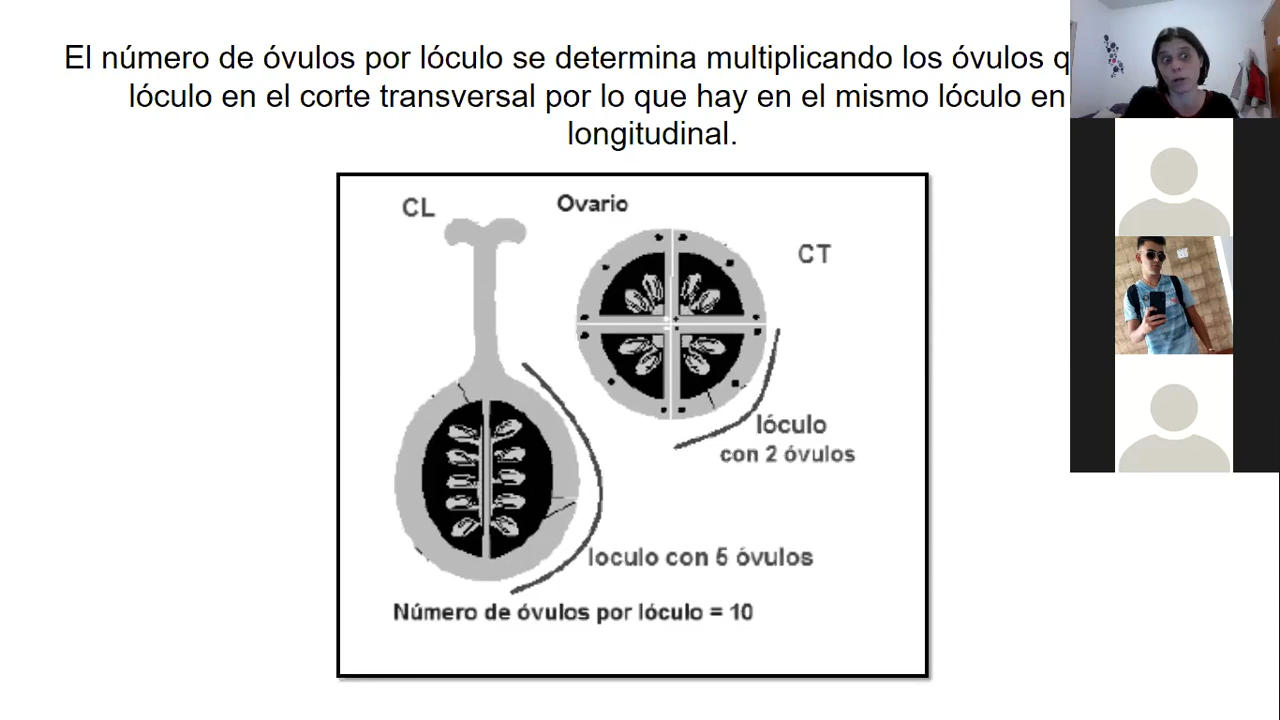 El número de óvulos por lóculo se determina multiplicando los óvulos
lóculo en el corte transversal por lo que hay en el mismo lóculo en
longitudinal.
CL
Ovario
CT
lóculo
con 2 óvulos
loculo con 5 óvulos
Número de óvulos por lóculo = 10